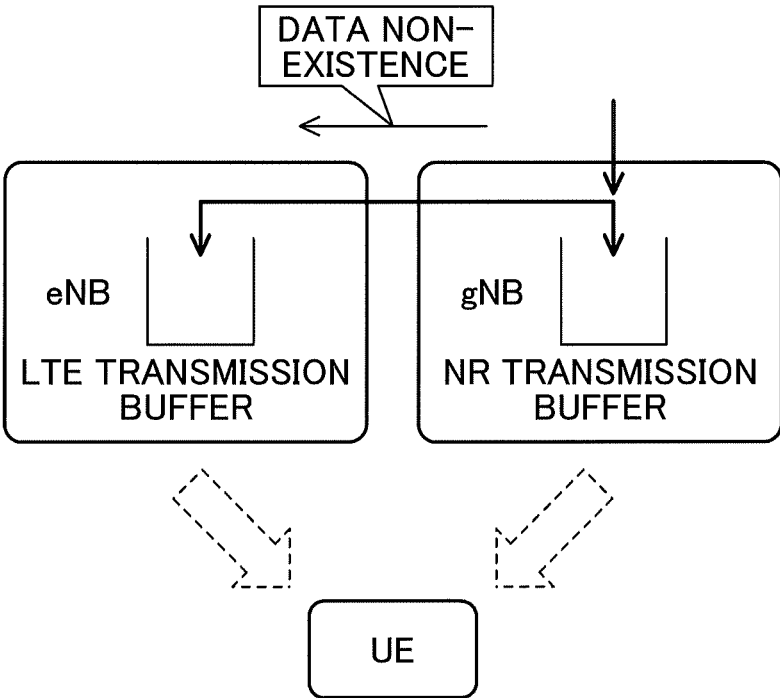 DATA NON-
EXISTENCE
eNB
LTE TRANSMISSION
BUFFER
gNB
NR TRANSMISSION
BUFFER
UE